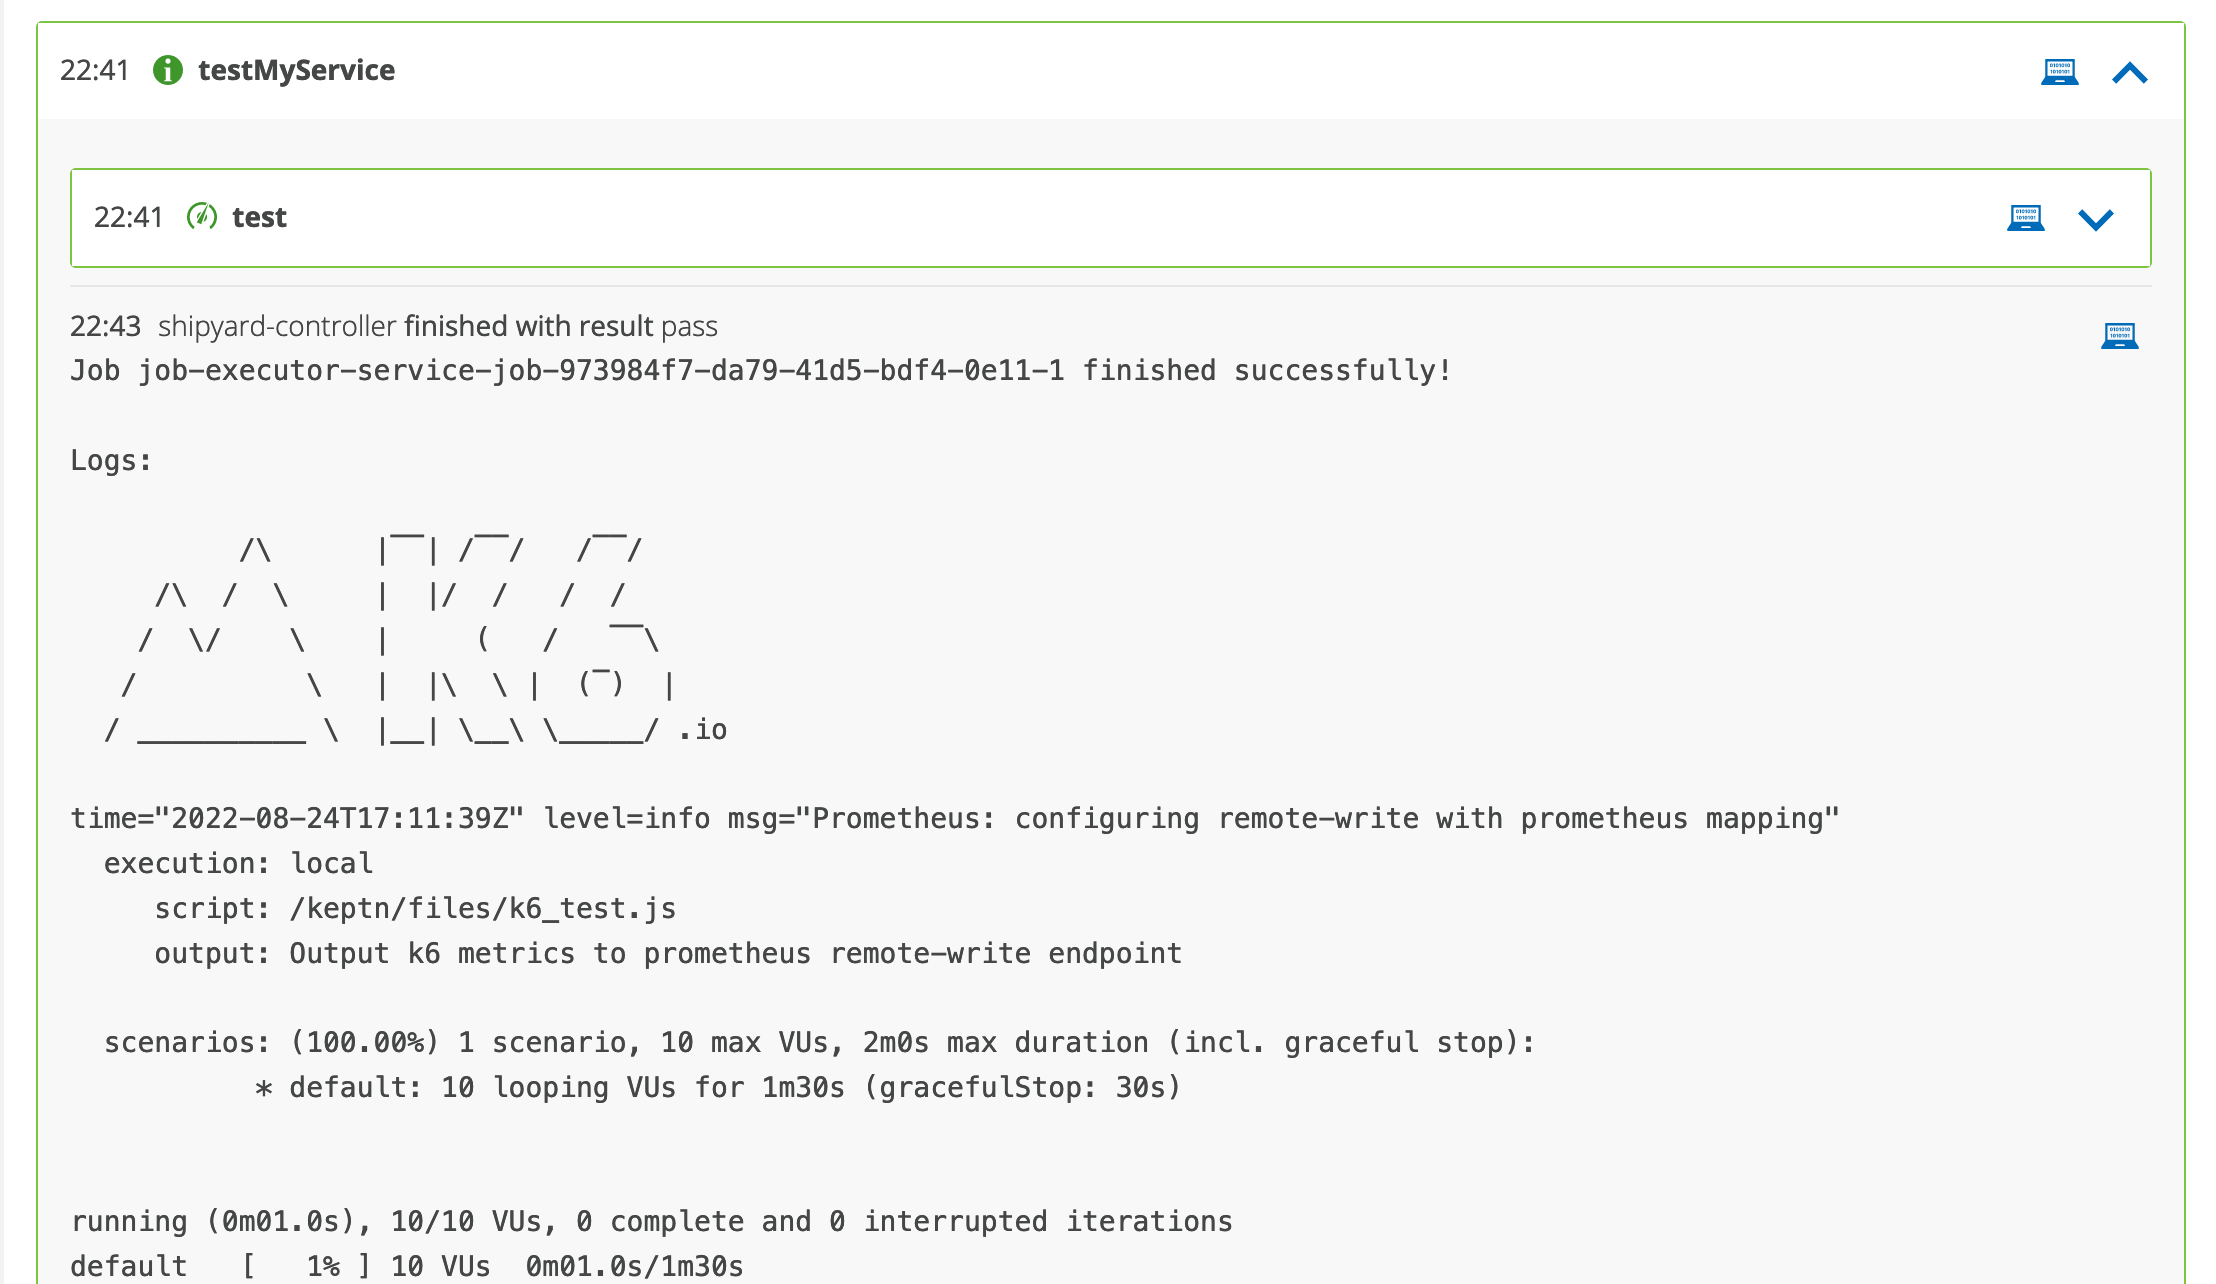 22:41 testMyService
22:41 test
22:43 shipyard-controller finished with result pass
Job job-executor-service-job-973984f7-da79-41d5-bdf4-0e11-1 finished successfully!
Logs:
          /\      |‾‾| /‾‾/   /‾‾/
     /\  /  \     |  |/  /   /  /
    /  \/    \    |     (   /   ‾‾\
   /          \   |  |\  \ |  (‾)  |
  / __________ \  |__| \__\ \_____/ .io
time="2022-08-24T17:11:39Z" level=info msg="Prometheus: configuring remote-write with prometheus mapping"
  execution: local
     script: /keptn/files/k6_test.js
     output: Output k6 metrics to prometheus remote-write endpoint
  scenarios: (100.00%) 1 scenario, 10 max VUs, 2m0s max duration (incl. graceful stop):
           * default: 10 looping VUs for 1m30s (gracefulStop: 30s)
running (0m01.0s), 10/10 VUs, 0 complete and 0 interrupted iterations
default   [   1% ] 10 VUs  0m01.0s/1m30s